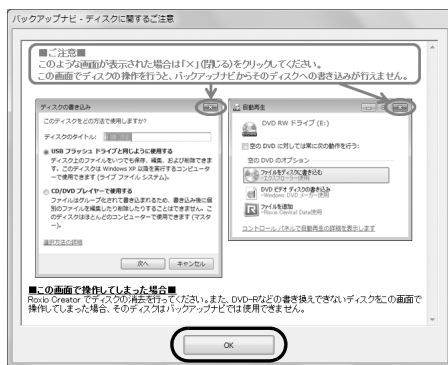 バックアップナビ - ディスクに関するご注意
■ご注意■
このような画面が表示された場合は「×」(閉じる)をクリックしてください。
この画面でディスクの操作を行うと、バックアップナビからそのディスクへの書き込みが行えません。
ディスクの書き込み
このディスクをどの方法で使用しますか?
ディスクのタイトル:
USB フラッシュ ドライブと同じように使用する
ディスク上のファイルをいつでも保存、編集、および削除できます。このディスクは Windows XP 以降を実行するコンピューターで使用できます (ライブ ファイル システム)。
CD/DVD プレイヤーで使用する
ファイルはグループ化されて書き込まれるため、書き込み後に個別のファイルを編集したり削除したりすることはできません。このディスクはほとんどのコンピューターで使用できます (マスター)。
選択方法の詳細
次へ
キャンセル
自動再生
DVD RW ドライブ (E:)
空の DVD に対しては常に次の動作を行う:
空の DVD のオプション
ファイルをディスクに書き込む
-エクスプローラー使用
DVD ビデオ ディスクの書き込み
-Windows DVD メーカー使用
ファイルを追加
-Roxio Central Data使用
コントロール パネルで自動再生の詳細を表示します
■この画面で操作してしまった場合■
Roxio Creator でディスクの消去を行ってください。また、DVD-Rなどの書き換えできないディスクをこの画面で
操作してしまった場合、そのディスクはバックアップナビでは使用できません。
OK